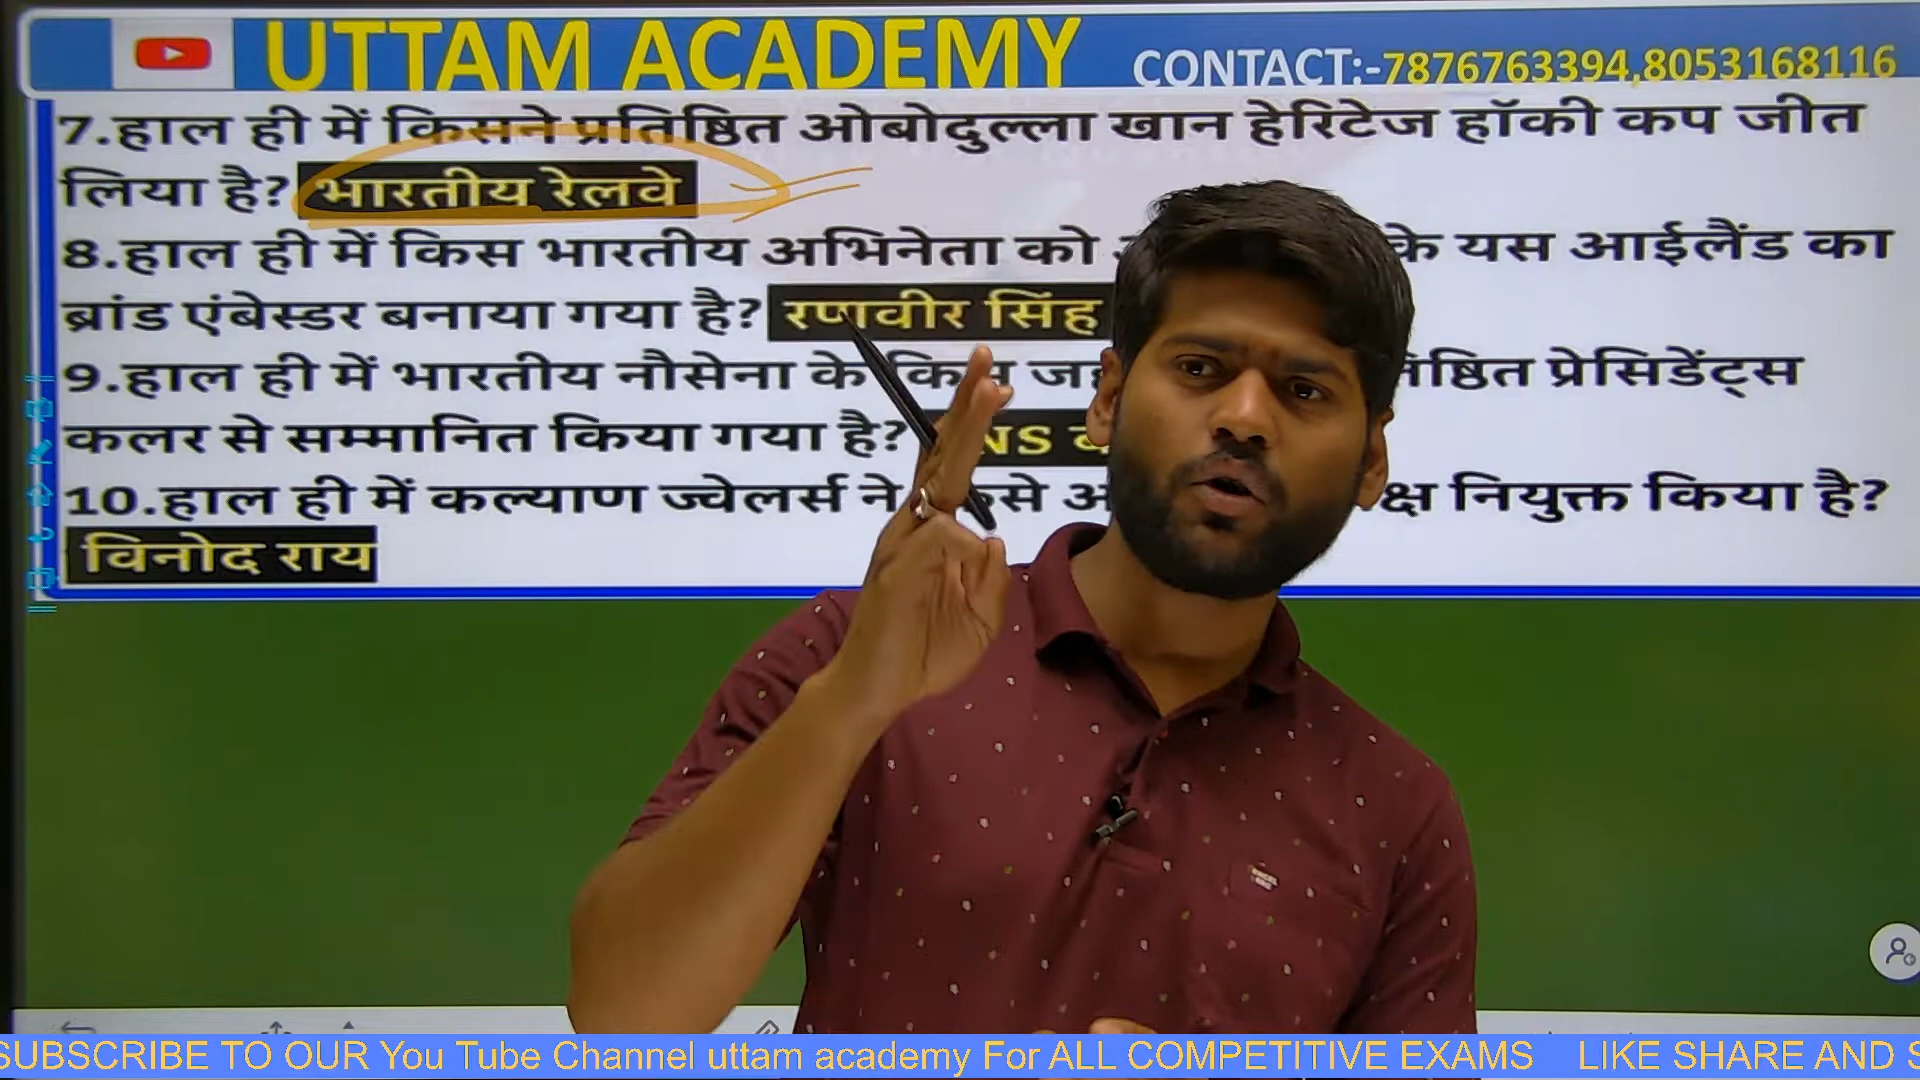 UTTAM ACADEMY
CONTACT:-7876763394,8053168116
7.हाल ही में किसने प्रतिष्ठित ओबोदुल्ला खान हेरिटेज हॉकी कप जीत
लिया है? भारतीय रेलवे
8.हाल ही में किस भारतीय अभिनेता को के यस आईलैंड का
ब्रांड एंबेस्डर बनाया गया है? रणवीर सिंह
9.हाल ही में भारतीय नौसेना के किस प्रेसिडेंट्स
कलर से सम्मानित किया गया है?
10.हाल ही में कल्याण ज्वेलर्स ने नियुक्त किया है?
विनोद राय
SUBSCRIBE TO OUR You Tube Channel uttam academy For ALL COMPETITIVE EXAMS LIKE SHARE AND